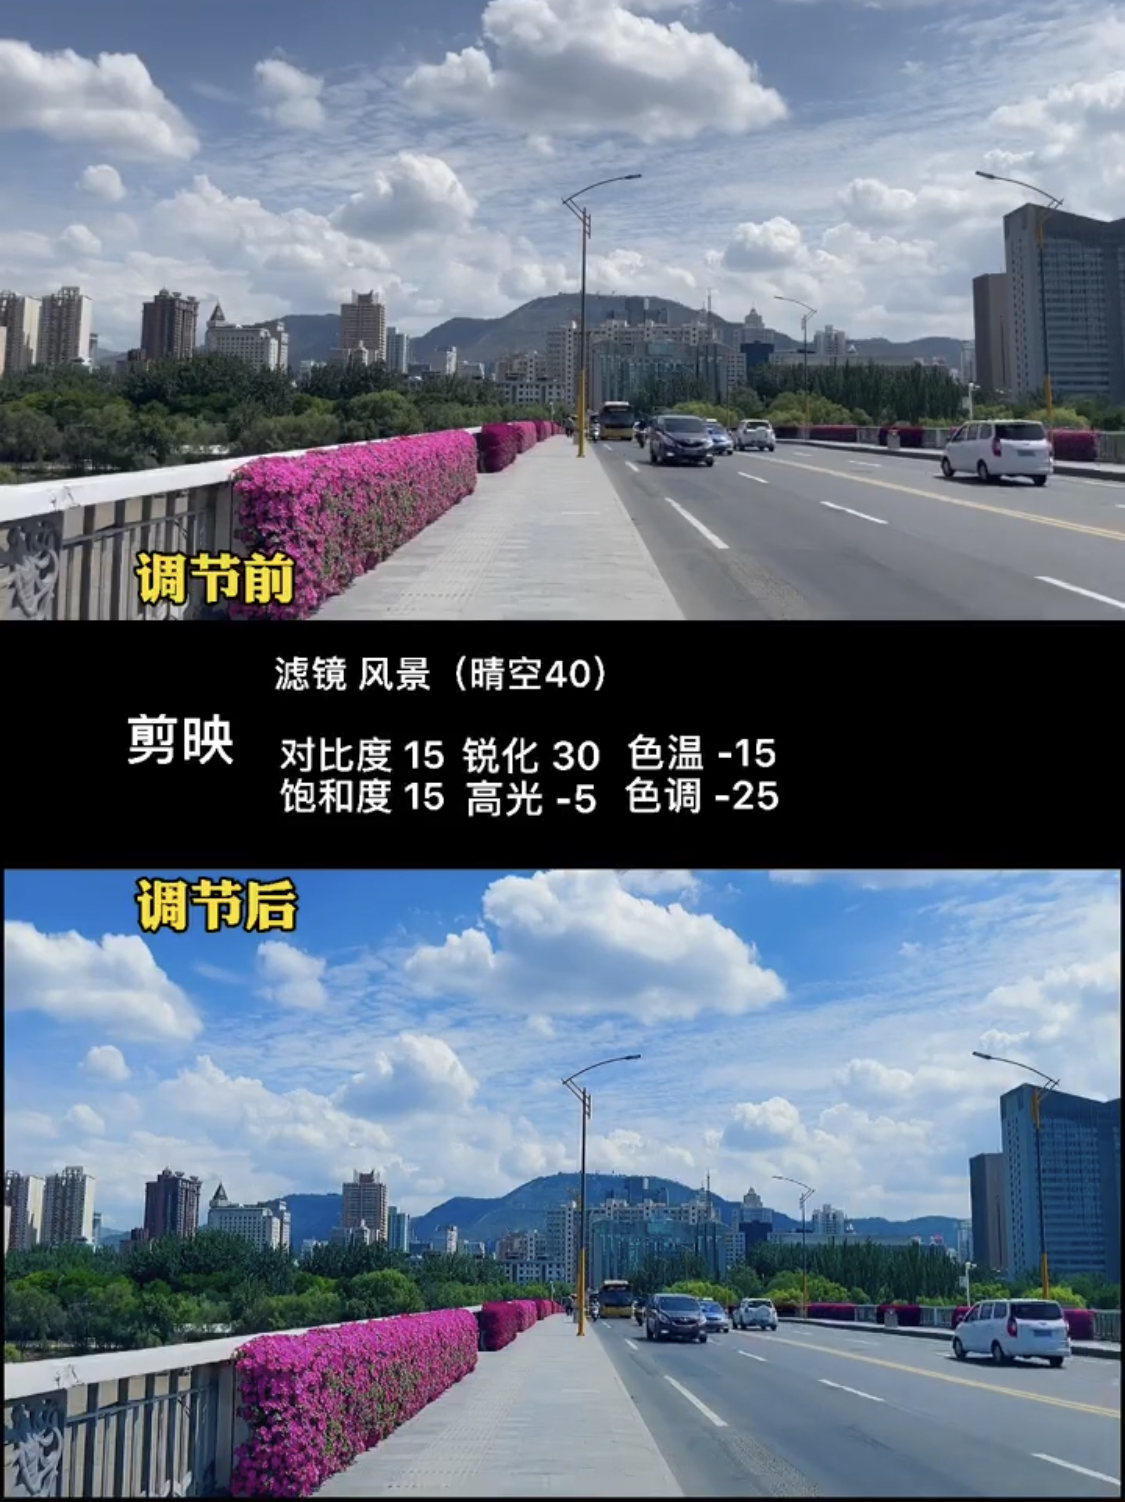 调节前
滤镜 风景（晴空40）
剪映
对比度 15 锐化 30 色温 -15
饱和度 15 高光 -5 色调 -25
调节后